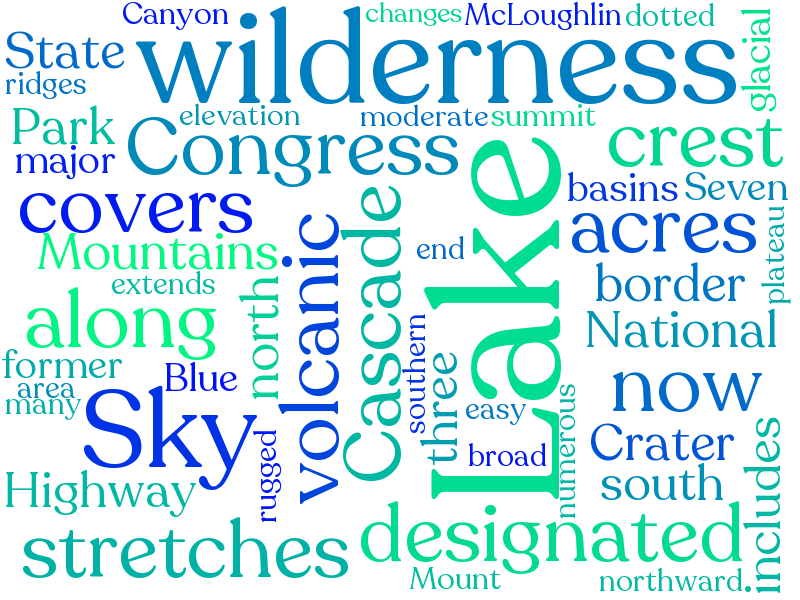 Canyon
changes
McLoughlin
dotted
State
wilderness
glacial
ridges
elevation
moderate
summit
Park
Congress
crest
major
Lake
basins
Seven
covers
Cascade
acres
plateau
volcanic
Mountains
end
border
extends
north
along
National
southern
former
three
Blue
area
now
many
Sky
easy
numerous
rugged
broad
Crater
includes
Highway
south
stretches
designated
Mount
northward